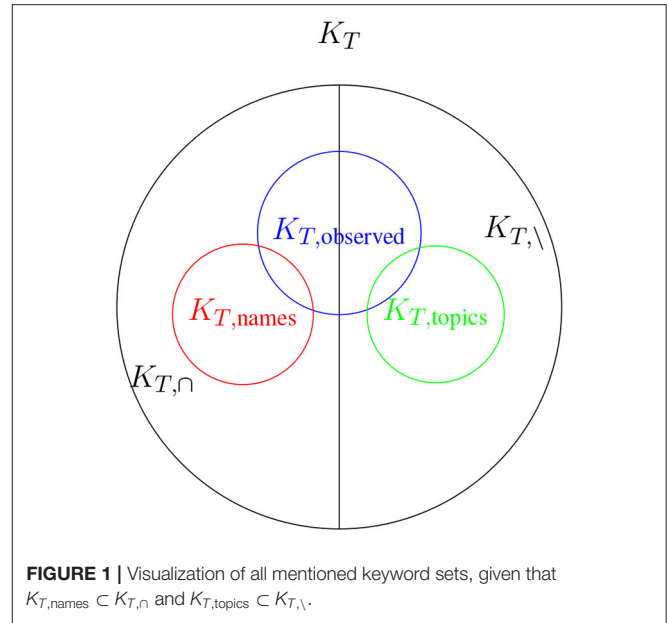 K_T
K_{T,observed}
K_{T,\}
K_{T,names}
K_{T,topics}
K_{T,∩}
FIGURE 1 | Visualization of all mentioned keyword sets, given that
K_{T,names} ⊂ K_{T,∩} and K_{T,topics} ⊂ K_{T,\}.